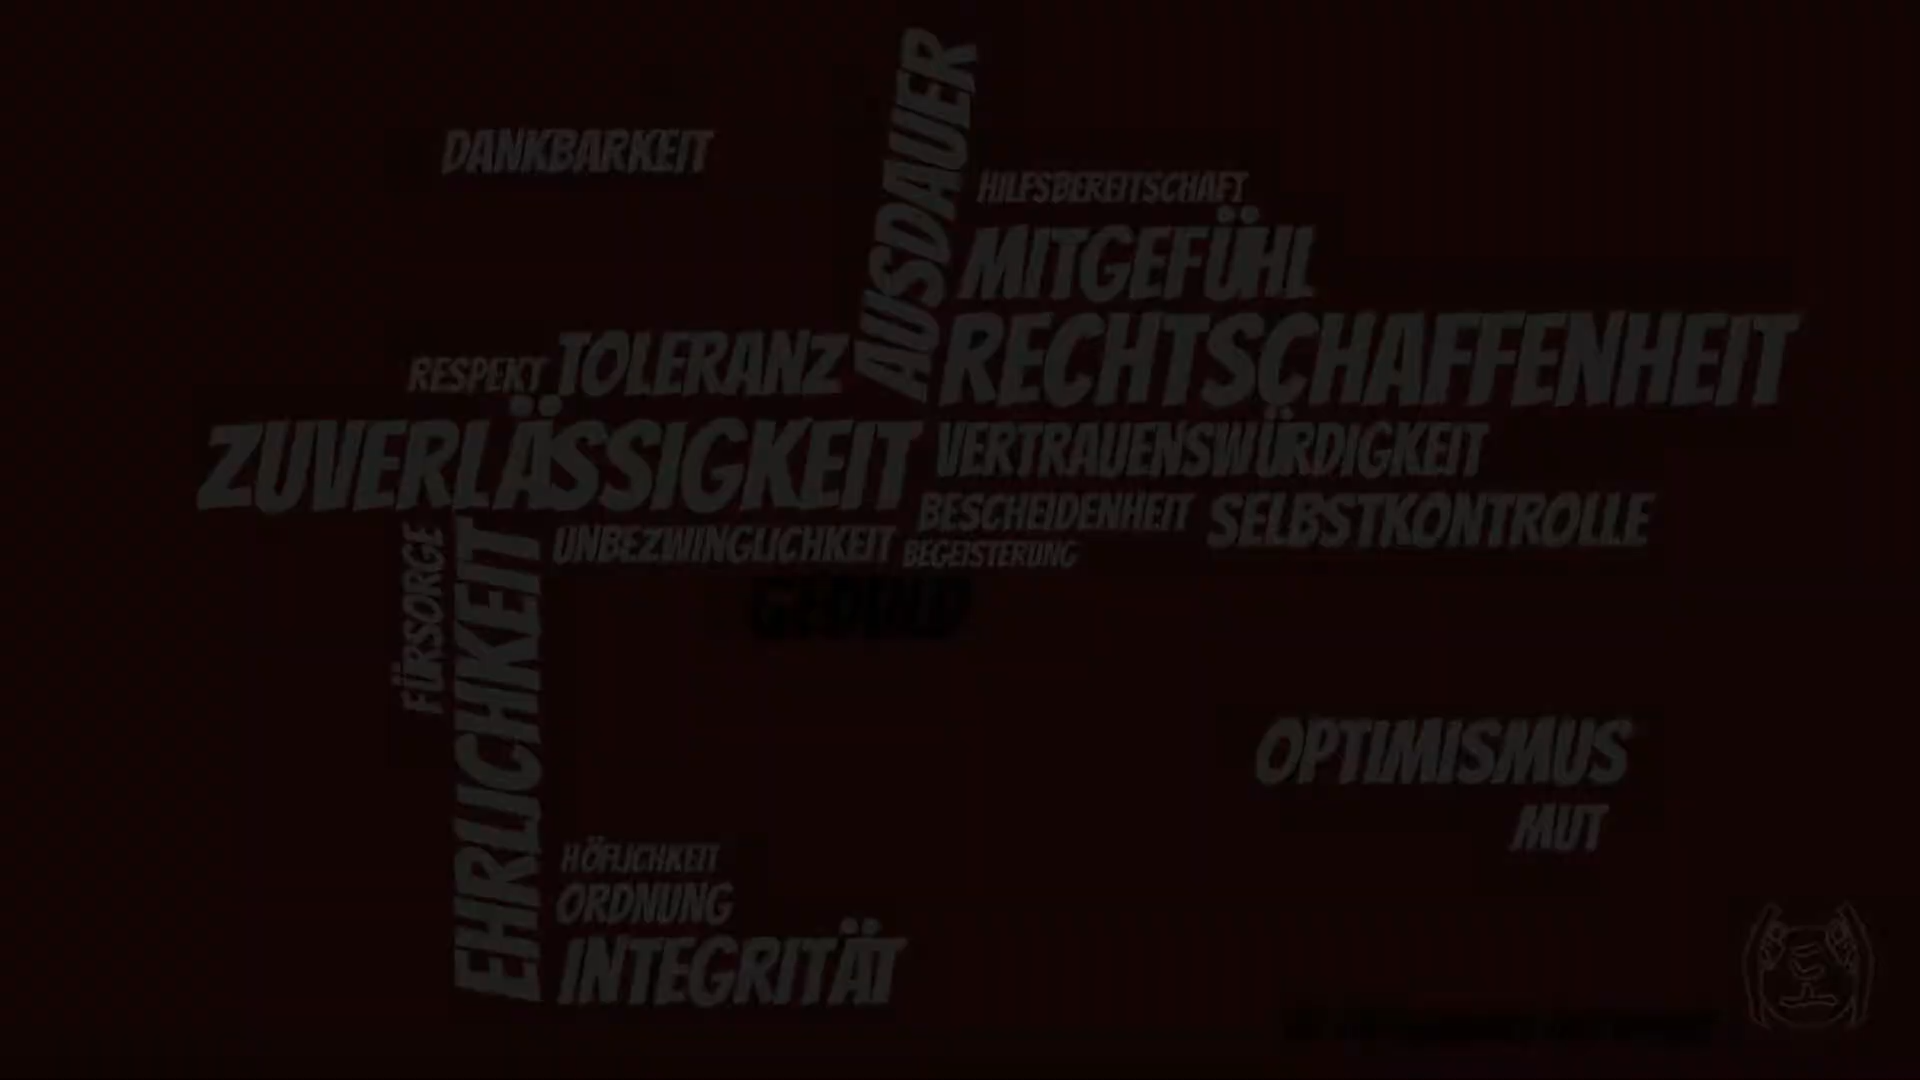 AUSDAUER
DANKBARKEIT
HILFSBEREITSCHAFT
MITGEFÜHL
RECHTSCHAFFENHEIT
RESPEKT TOLERANZ
ZUVERLÄSSIGKEIT
VERTRAUENSWÜRDIGKEIT
BESCHEIDENHEIT SELBSTKONTROLLE
UNBEZWINGLICHKEIT BEGEISTERUNG
FÜRSORGE
EHRLICHKEIT
OPTIMISMUS
MUT
HÖFLICHKEIT
ORDNUNG
INTEGRITÄT